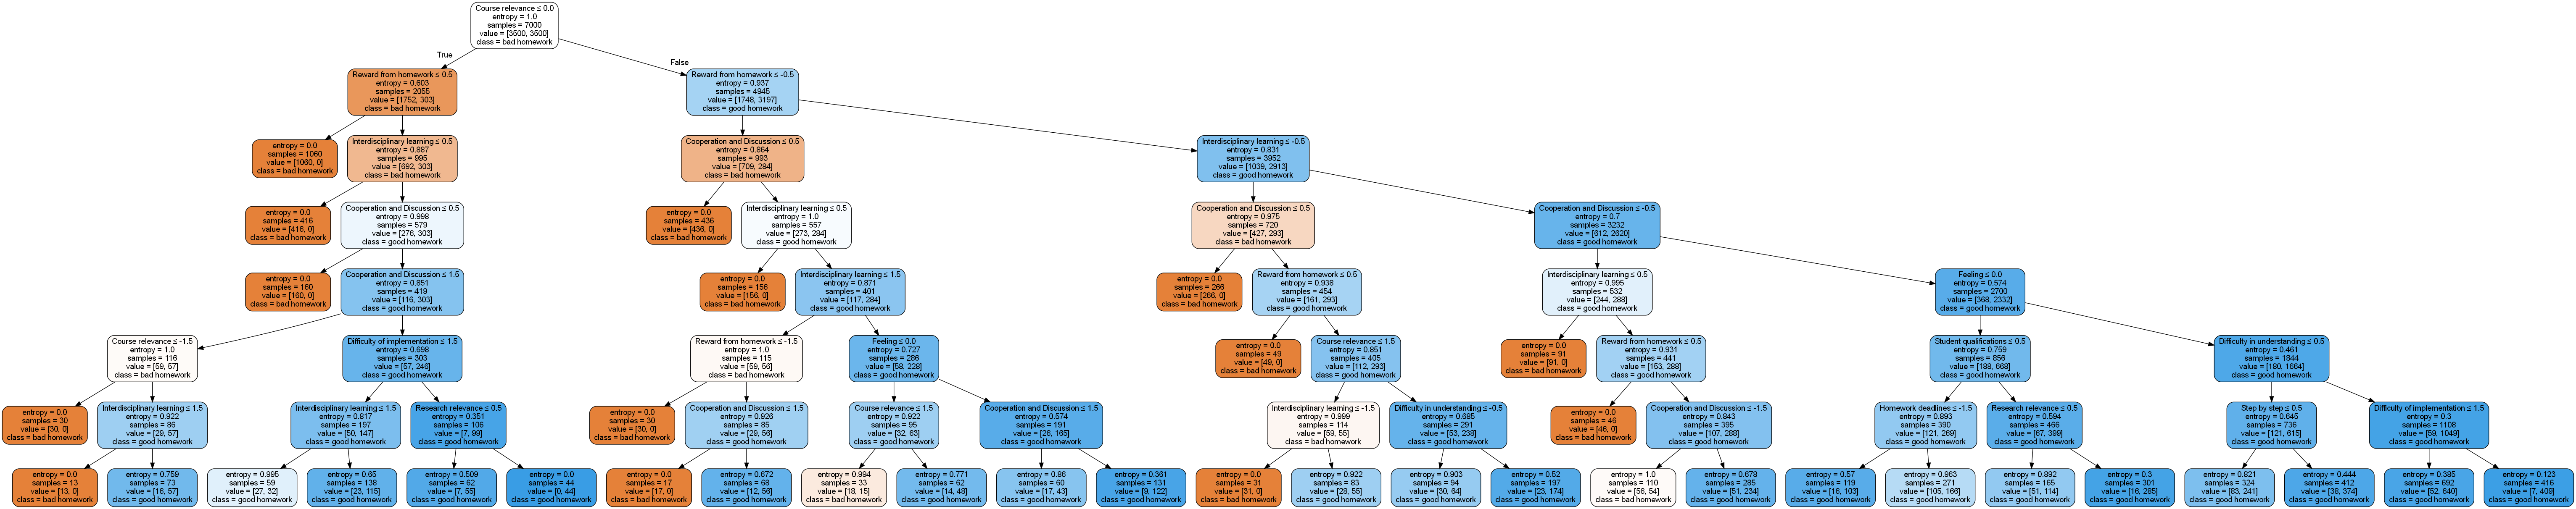 Course relevance ≤ 0.0
entropy = 1.0
samples = 7000
value = [3500, 3500]
class = bad homework
True
False
Reward from homework ≤ 0.5
entropy = 0.603
samples = 2055
value = [1752, 303]
class = bad homework
Reward from homework ≤ -0.5
entropy = 0.937
samples = 4945
value = [1748, 3197]
class = good homework
entropy = 0.0
samples = 1060
value = [1060, 0]
class = bad homework
Interdisciplinary learning ≤ 0.5
entropy = 0.887
samples = 995
value = [692, 303]
class = bad homework
Cooperation and Discussion ≤ 0.5
entropy = 0.864
samples = 993
value = [709, 284]
class = bad homework
Interdisciplinary learning ≤ -0.5
entropy = 0.831
samples = 3952
value = [1039, 2913]
class = good homework
entropy = 0.0
samples = 416
value = [416, 0]
class = bad homework
Cooperation and Discussion ≤ 0.5
entropy = 0.998
samples = 579
value = [276, 303]
class = good homework
entropy = 0.0
samples = 436
value = [436, 0]
class = bad homework
Interdisciplinary learning ≤ 0.5
entropy = 1.0
samples = 557
value = [273, 284]
class = good homework
Cooperation and Discussion ≤ 0.5
entropy = 0.975
samples = 720
value = [427, 293]
class = bad homework
Cooperation and Discussion ≤ -0.5
entropy = 0.7
samples = 3232
value = [612, 2620]
class = good homework
entropy = 0.0
samples = 160
value = [160, 0]
class = bad homework
Cooperation and Discussion ≤ 1.5
entropy = 0.851
samples = 419
value = [116, 303]
class = good homework
entropy = 0.0
samples = 156
value = [156, 0]
class = bad homework
Interdisciplinary learning ≤ 1.5
entropy = 0.871
samples = 401
value = [117, 284]
class = good homework
entropy = 0.0
samples = 266
value = [266, 0]
class = bad homework
Reward from homework ≤ 0.5
entropy = 0.938
samples = 454
value = [161, 293]
class = good homework
Interdisciplinary learning ≤ 0.5
entropy = 0.995
samples = 532
value = [244, 288]
class = good homework
Feeling ≤ 0.0
entropy = 0.574
samples = 2700
value = [368, 2332]
class = good homework
Course relevance ≤ -1.5
entropy = 1.0
samples = 116
value = [59, 57]
class = bad homework
Difficulty of implementation ≤ 1.5
entropy = 0.698
samples = 303
value = [57, 246]
class = good homework
Reward from homework ≤ -1.5
entropy = 1.0
samples = 115
value = [59, 56]
class = bad homework
Feeling ≤ 0.0
entropy = 0.727
samples = 286
value = [58, 228]
class = good homework
entropy = 0.0
samples = 49
value = [49, 0]
class = bad homework
Course relevance ≤ 1.5
entropy = 0.851
samples = 405
value = [112, 293]
class = good homework
entropy = 0.0
samples = 91
value = [91, 0]
class = bad homework
Reward from homework ≤ 0.5
entropy = 0.931
samples = 441
value = [153, 288]
class = good homework
Student qualifications ≤ 0.5
entropy = 0.759
samples = 856
value = [188, 668]
class = good homework
Difficulty in understanding ≤ 0.5
entropy = 0.461
samples = 1844
value = [180, 1664]
class = good homework
entropy = 0.0
samples = 30
value = [30, 0]
class = bad homework
Interdisciplinary learning ≤ 1.5
entropy = 0.922
samples = 86
value = [29, 57]
class = good homework
Interdisciplinary learning ≤ 1.5
entropy = 0.817
samples = 197
value = [50, 147]
class = good homework
Research relevance ≤ 0.5
entropy = 0.351
samples = 106
value = [7, 99]
class = good homework
entropy = 0.0
samples = 30
value = [30, 0]
class = bad homework
Cooperation and Discussion ≤ 1.5
entropy = 0.926
samples = 85
value = [29, 56]
class = good homework
Course relevance ≤ 1.5
entropy = 0.922
samples = 95
value = [32, 63]
class = good homework
Cooperation and Discussion ≤ 1.5
entropy = 0.574
samples = 191
value = [26, 165]
class = good homework
Interdisciplinary learning ≤ -1.5
entropy = 0.999
samples = 114
value = [59, 55]
class = bad homework
Difficulty in understanding ≤ -0.5
entropy = 0.685
samples = 291
value = [53, 238]
class = good homework
entropy = 0.0
samples = 46
value = [46, 0]
class = bad homework
Cooperation and Discussion ≤ -1.5
entropy = 0.843
samples = 395
value = [107, 288]
class = good homework
Homework deadlines ≤ -1.5
entropy = 0.893
samples = 390
value = [121, 269]
class = good homework
Research relevance ≤ 0.5
entropy = 0.594
samples = 466
value = [67, 399]
class = good homework
Step by step ≤ 0.5
entropy = 0.645
samples = 736
value = [121, 615]
class = good homework
Difficulty of implementation ≤ 1.5
entropy = 0.3
samples = 1108
value = [59, 1049]
class = good homework
entropy = 0.0
samples = 13
value = [13, 0]
class = bad homework
entropy = 0.759
samples = 73
value = [16, 57]
class = good homework
entropy = 0.995
samples = 59
value = [27, 32]
class = good homework
entropy = 0.65
samples = 138
value = [23, 115]
class = good homework
entropy = 0.509
samples = 62
value = [7, 55]
class = good homework
entropy = 0.0
samples = 44
value = [0, 44]
class = good homework
entropy = 0.0
samples = 17
value = [17, 0]
class = bad homework
entropy = 0.672
samples = 68
value = [12, 56]
class = good homework
entropy = 0.994
samples = 33
value = [18, 15]
class = bad homework
entropy = 0.771
samples = 62
value = [14, 48]
class = good homework
entropy = 0.86
samples = 60
value = [17, 43]
class = good homework
entropy = 0.361
samples = 131
value = [9, 122]
class = good homework
entropy = 0.0
samples = 31
value = [31, 0]
class = bad homework
entropy = 0.922
samples = 83
value = [28, 55]
class = good homework
entropy = 0.903
samples = 94
value = [30, 64]
class = good homework
entropy = 0.52
samples = 197
value = [23, 174]
class = good homework
entropy = 1.0
samples = 110
value = [56, 54]
class = bad homework
entropy = 0.678
samples = 285
value = [51, 234]
class = good homework
entropy = 0.57
samples = 119
value = [16, 103]
class = good homework
entropy = 0.963
samples = 271
value = [105, 166]
class = good homework
entropy = 0.892
samples = 165
value = [51, 114]
class = good homework
entropy = 0.3
samples = 301
value = [16, 285]
class = good homework
entropy = 0.821
samples = 324
value = [83, 241]
class = good homework
entropy = 0.444
samples = 412
value = [38, 374]
class = good homework
entropy = 0.385
samples = 692
value = [52, 640]
class = good homework
entropy = 0.123
samples = 416
value = [7, 409]
class = good homework